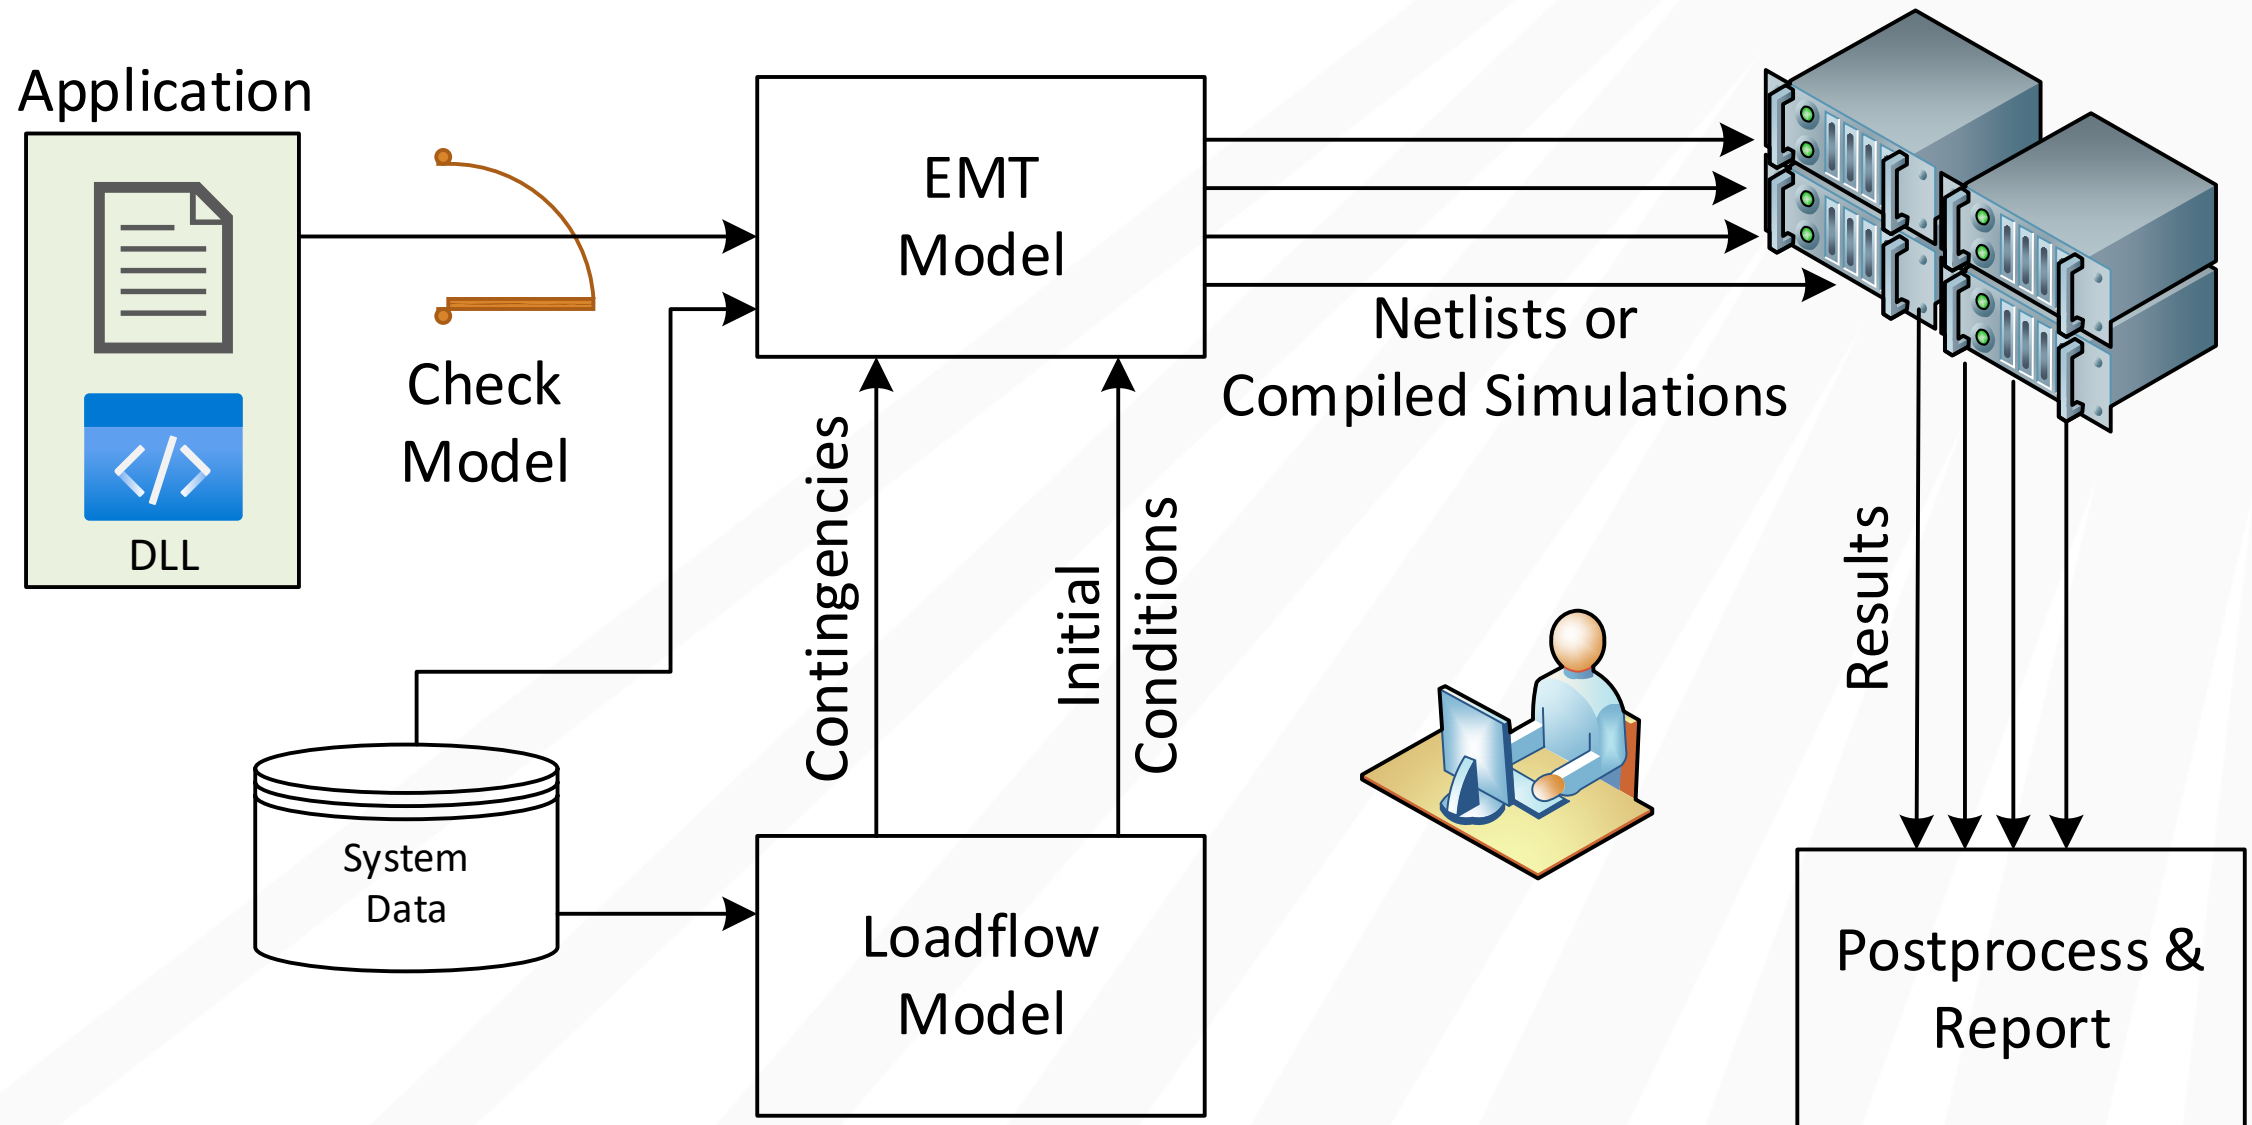 Application
DLL
Check
Model
EMT
Model
Netlists or
Compiled Simulations
Contingencies
Initial
Conditions
Results
System
Data
Loadflow
Model
Postprocess &
Report